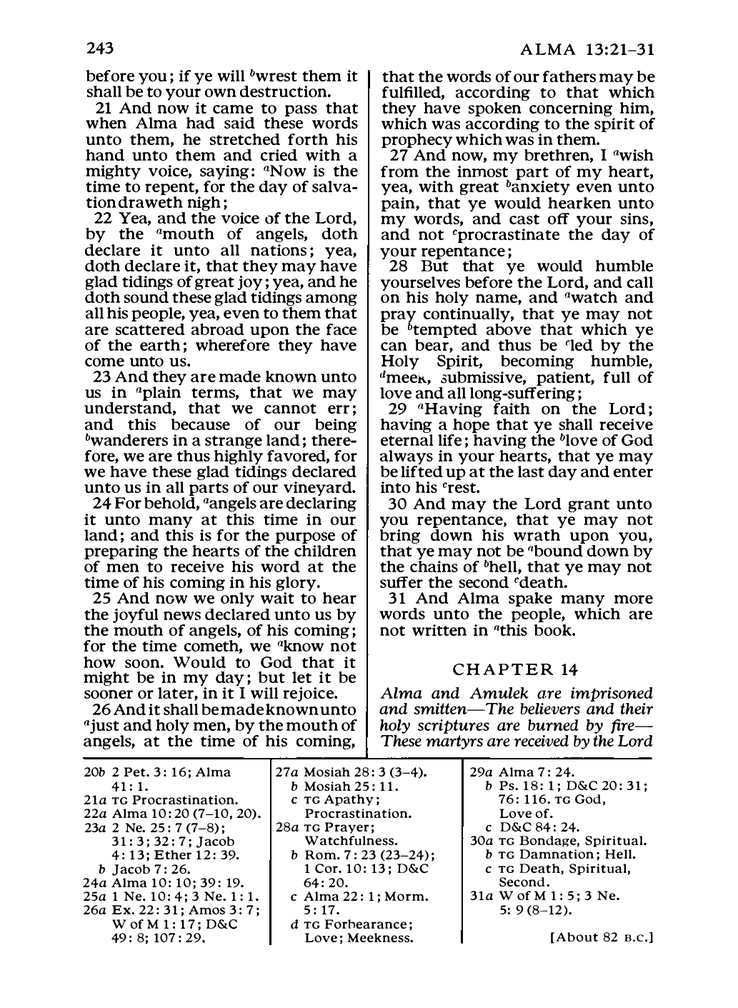 243
ALMA 13:21–31
before you; if ye will bwrest them it
shall be to your own destruction.
21 And now it came to pass that
when Alma had said these words
unto them, he stretched forth his
hand unto them and cried with a
mighty voice, saying: aNow is the
time to repent, for the day of salva-
tion draweth nigh;
22 Yea, and the voice of the Lord,
by the amouth of angels, doth
declare it unto all nations; yea,
doth declare it, that they may have
glad tidings of great joy; yea, and he
doth sound these glad tidings among
all his people, yea, even to them that
are scattered abroad upon the face
of the earth; wherefore they have
come unto us.
23 And they are made known unto
us in aplain terms, that we may
understand, that we cannot err;
and this because of our being
bwanderers in a strange land; there-
fore, we are thus highly favored, for
we have these glad tidings declared
unto us in all parts of our vineyard.
24 For behold, aangels are declaring
it unto many at this time in our
land; and this is for the purpose of
preparing the hearts of the children
of men to receive his word at the
time of his coming in his glory.
25 And now we only wait to hear
the joyful news declared unto us by
the mouth of angels, of his coming;
for the time cometh, we aknow not
how soon. Would to God that it
might be in my day; but let it be
sooner or later, in it I will rejoice.
26 And it shall be made known unto
ajust and holy men, by the mouth of
angels, at the time of his coming,
that the words of our fathers may be
fulfilled, according to that which
they have spoken concerning him,
which was according to the spirit of
prophecy which was in them.
27 And now, my brethren, I awish
from the inmost part of my heart,
yea, with great banxiety even unto
pain, that ye would hearken unto
my words, and cast off your sins,
and not cprocrastinate the day of
your repentance;
28 But that ye would humble
yourselves before the Lord, and call
on his holy name, and awatch and
pray continually, that ye may not
be btempted above that which ye
can bear, and thus be cled by the
Holy Spirit, becoming humble,
dmeek, submissive, patient, full of
love and all long-suffering;
29 aHaving faith on the Lord;
having a hope that ye shall receive
eternal life; having the blove of God
always in your hearts, that ye may
be lifted up at the last day and enter
into his crest.
30 And may the Lord grant unto
you repentance, that ye may not
bring down his wrath upon you,
that ye may not be abound down by
the chains of bhell, that ye may not
suffer the second cdeath.
31 And Alma spake many more
words unto the people, which are
not written in athis book.
CHAPTER 14
Alma and Amulek are imprisoned
and smitten—The believers and their
holy scriptures are burned by fire—
These martyrs are received by the Lord
20b 2 Pet. 3: 16; Alma
41: 1.
21a TG Procrastination.
22a Alma 10: 20 (7–10, 20).
23a 2 Ne. 25: 7 (7–8);
31: 3; 32: 7; Jacob
4: 13; Ether 12: 39.
b Jacob 7: 26.
24a Alma 10: 10; 39: 19.
25a 1 Ne. 10: 4; 3 Ne. 1: 1.
26a Ex. 22: 31; Amos 3: 7;
W of M 1: 17; D&C
49: 8; 107: 29.
27a Mosiah 28: 3 (3–4).
b Mosiah 25: 11.
c TG Apathy;
Procrastination.
28a TG Prayer;
Watchfulness.
b Rom. 7: 23 (23–24);
1 Cor. 10: 13; D&C
64: 20.
c Alma 22: 1; Morm.
5: 17.
d TG Forbearance;
Love; Meekness.
29a Alma 7: 24.
b Ps. 18: 1; D&C 20: 31;
76: 116. TG God,
Love of.
c D&C 84: 24.
30a TG Bondage, Spiritual.
b TG Damnation; Hell.
c TG Death, Spiritual,
Second.
31a W of M 1: 5; 3 Ne.
5: 9 (8–12).
[About 82 B.C.]